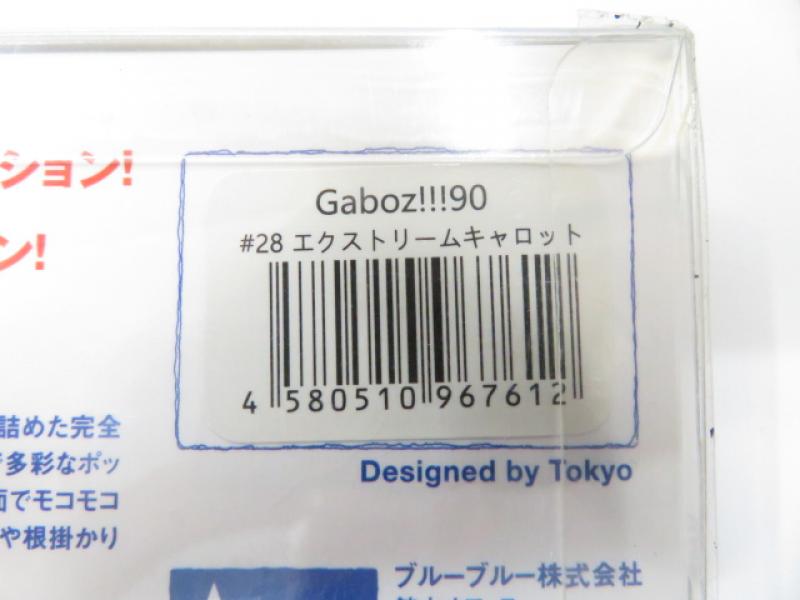 ション!
ン!
Gaboz!!!90
#28 エクストリームキャロット
4 580510 967612
詰めた完全
多彩なポッ
面でモコモコ
や根掛かり
Designed by Tokyo
ブルーブルー株式会社